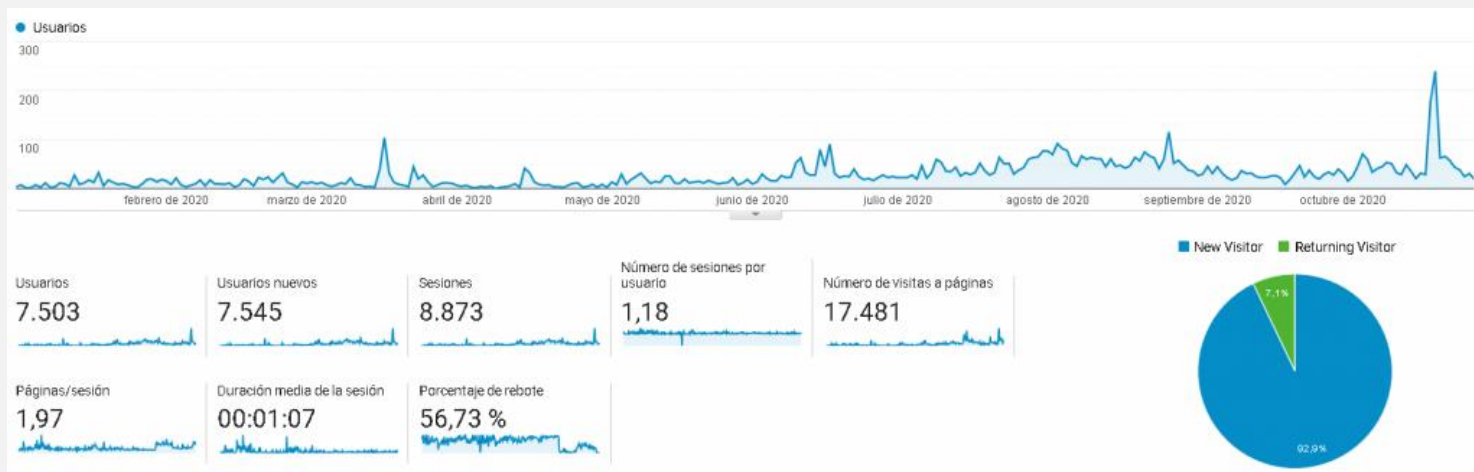 Usuarios
300
200
100
febrero de 2020 marzo de 2020 abril de 2020 mayo de 2020 junio de 2020 julio de 2020 agosto de 2020 septiembre de 2020 octubre de 2020
New Visitor Returning Visitor
Usuarios
7.503
Usuarios nuevos
7.545
Sesiones
8.873
Número de sesiones por
usuario
1,18
Número de visitas a páginas
17.481
Páginas/sesión
1,97
Duración media de la sesión
00:01:07
Porcentaje de rebote
56,73 %
7,1%
92,9%